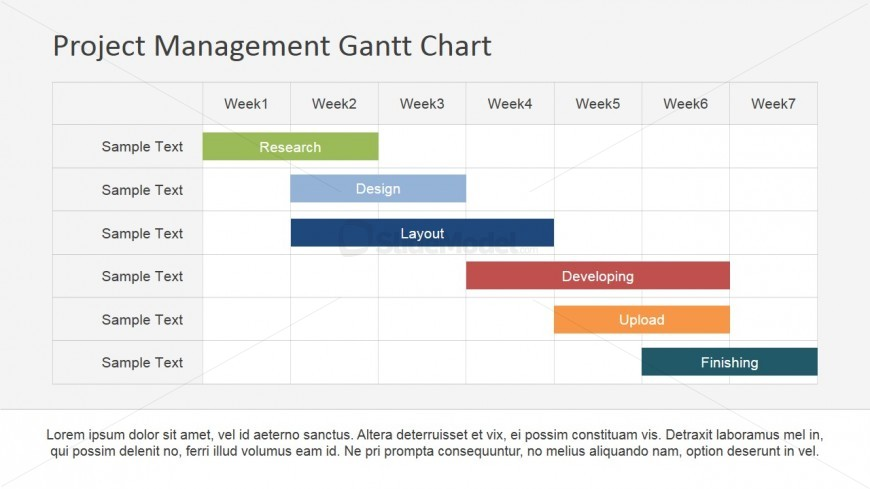 Project Management Gantt Chart
Week1 Week2 Week3 Week4 Week5 Week6 Week7
Sample Text Research
Sample Text Design
Sample Text Layout
SlideModel
Sample Text Developing
Sample Text Upload
Sample Text Finishing
Lorem ipsum dolor sit amet, vel id aeterno sanctus. Altera deterruisset et vix, ei possim constituam vis. Detraxit laboramus mel in,
qui possim delenit no, ferri illud volumus eam id. Ne pri prompta consequuntur, no melius aliquando nam, option deserunt in vel.